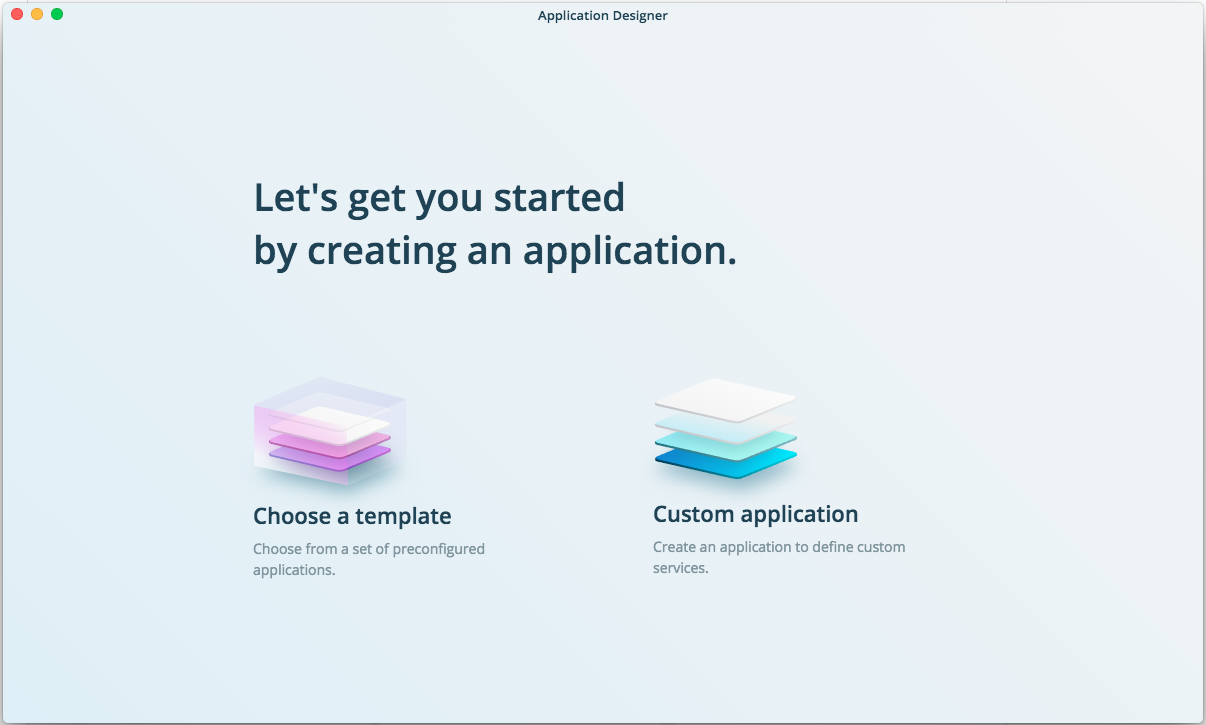 Application Designer
Let's get you started
by creating an application.
Choose a template
Choose from a set of preconfigured
applications.
Custom application
Create an application to define custom
services.